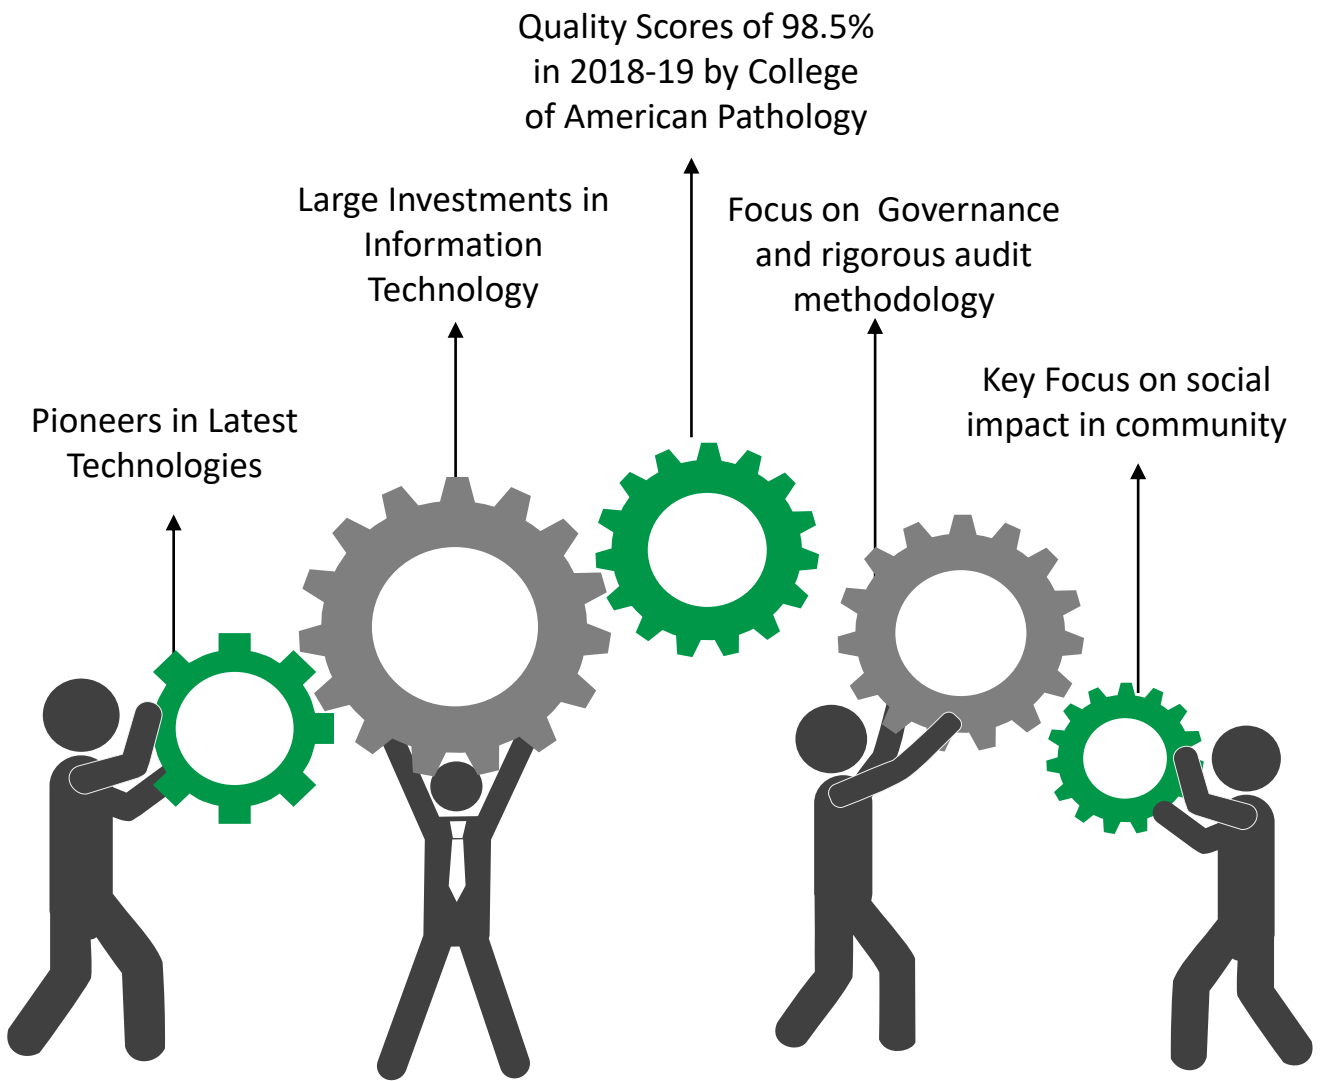 Quality Scores of 98.5%
in 2018-19 by College
of American Pathology
Large Investments in
Information
Technology
Focus on  Governance
and rigorous audit
methodology
Key Focus on social
impact in community
Pioneers in Latest
Technologies